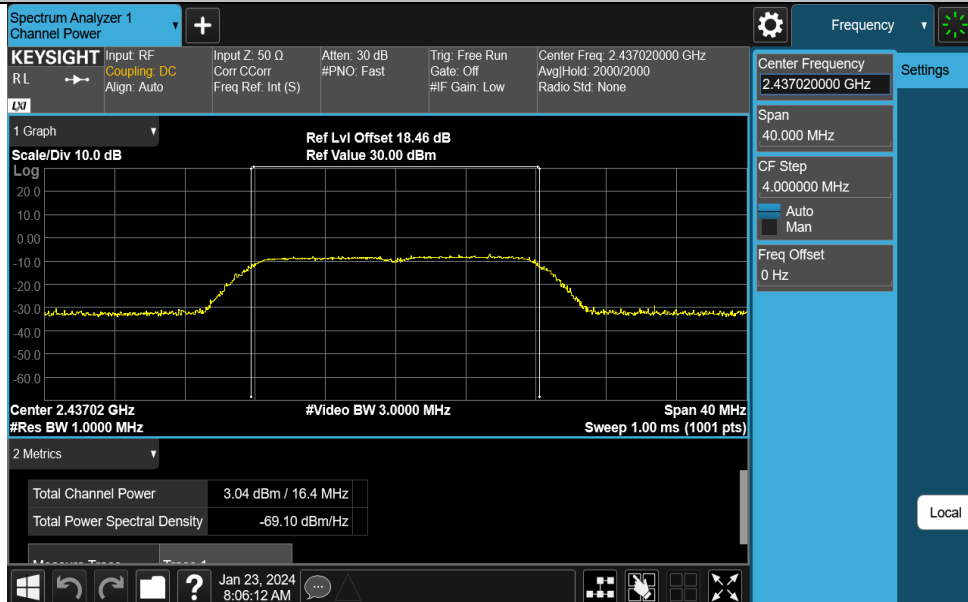 Spectrum Analyzer 1
Channel Power
Frequency
KEYSIGHT
R L
LXI
Input: RF
Coupling: DC
Align: Auto
Input Z: 50 Ω
Corr CCorr
Freq Ref: Int (S)
Atten: 30 dB
#PNO: Fast
Trig: Free Run
Gate: Off
#IF Gain: Low
Center Freq: 2.437020000 GHz
Avg|Hold: 2000/2000
Radio Std: None
Center Frequency
2.437020000 GHz
Settings
Span
40.000 MHz
CF Step
4.000000 MHz
Auto
Man
Freq Offset
0 Hz
Local
1 Graph
Scale/Div 10.0 dB
Ref Lvl Offset 18.46 dB
Ref Value 30.00 dBm
Log
20.0
10.0
0.00
-10.0
-20.0
-30.0
-40.0
-50.0
-60.0
Center 2.43702 GHz
#Video BW 3.0000 MHz
Span 40 MHz
#Res BW 1.0000 MHz
Sweep 1.00 ms (1001 pts)
2 Metrics
Total Channel Power 3.04 dBm / 16.4 MHz
Total Power Spectral Density -69.10 dBm/Hz
Jan 23, 2024
8:06:12 AM